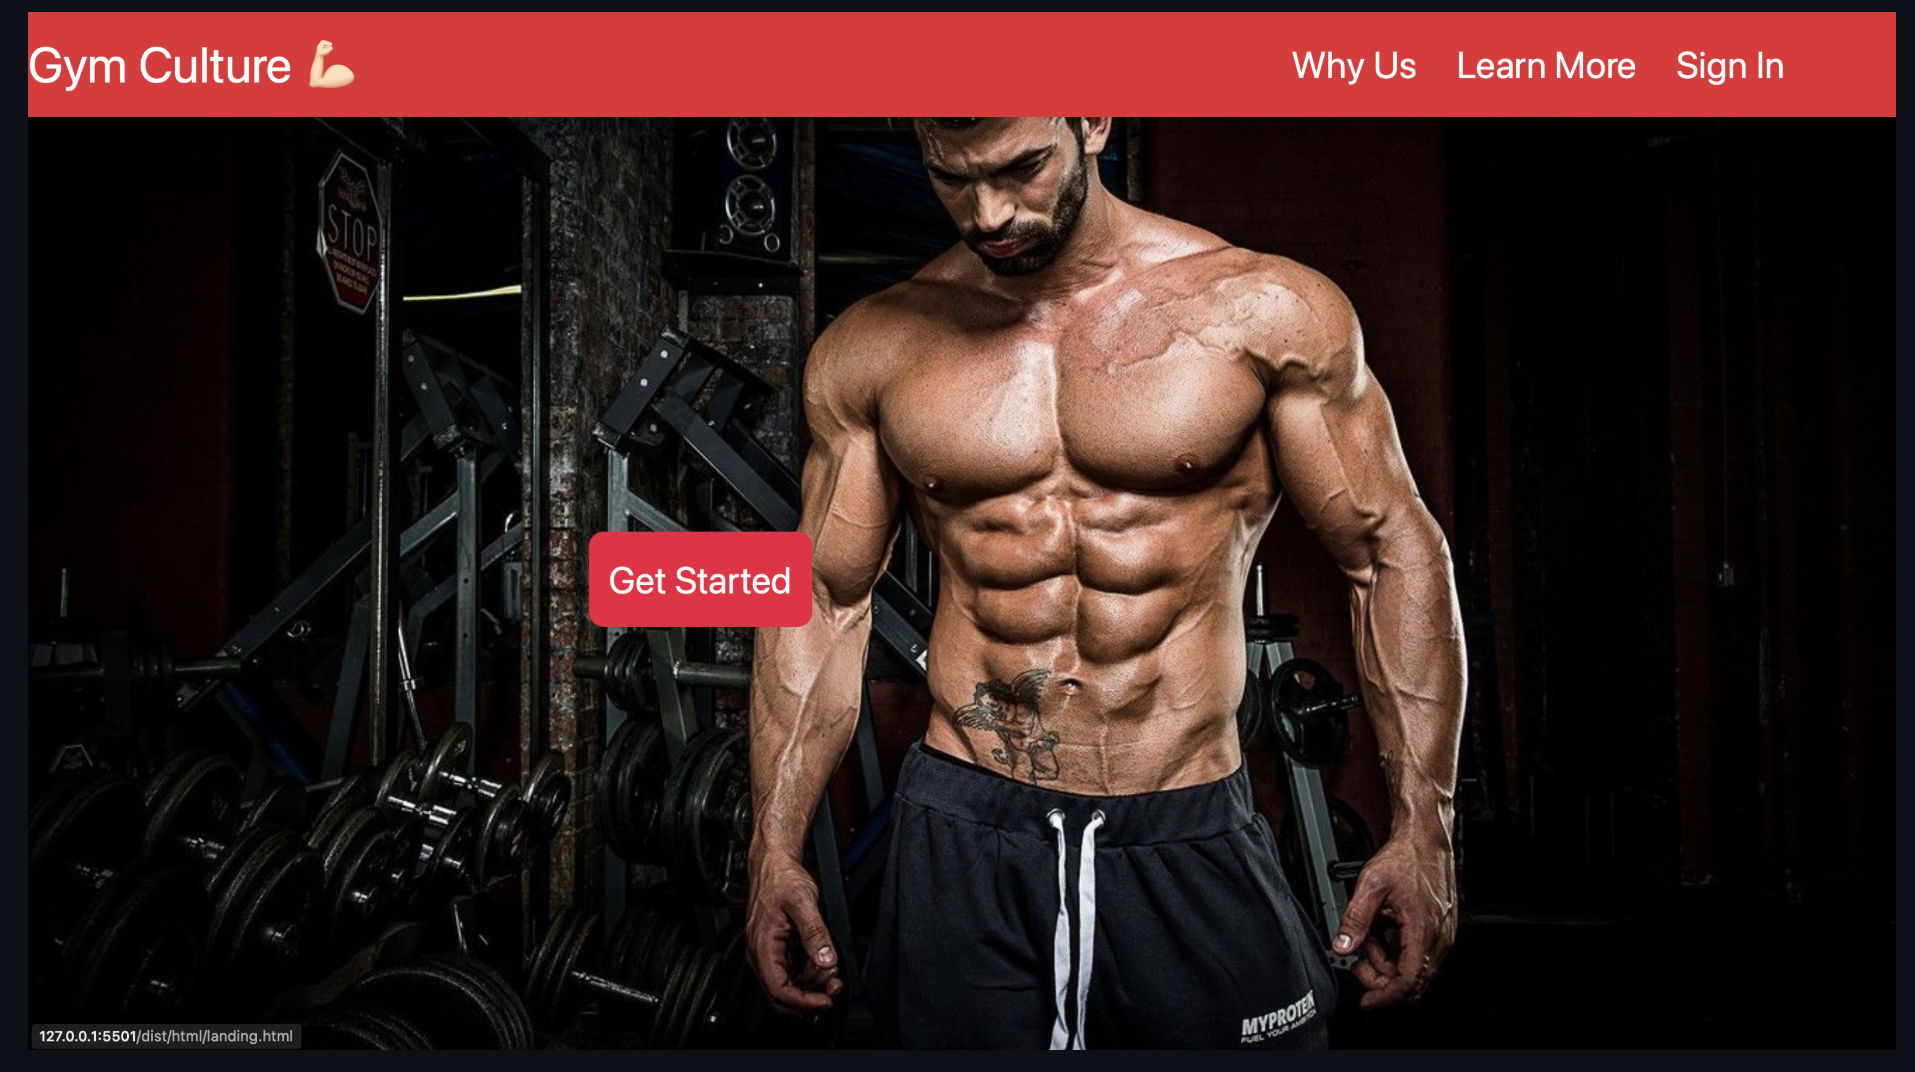 Gym Culture 💪🏻
Why Us Learn More Sign In
STOP
Get Started
MYPROTEIN
FUEL YOUR AMBITION
127.0.0.1:5501/dist/html/landing.html